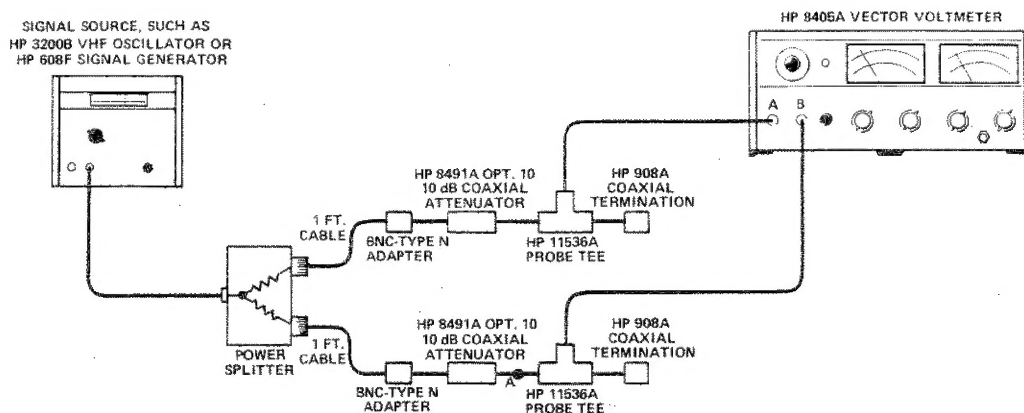 SIGNAL SOURCE, SUCH AS
HP 3200B VHF OSCILLATOR OR
HP 608F SIGNAL GENERATOR
HP 8405A VECTOR VOLTMETER
A
B
HP 8491A OPT. 10
10 dB COAXIAL
ATTENUATOR
HP 908A
COAXIAL
TERMINATION
1 FT.
CABLE
BNC-TYPE N
ADAPTER
HP 11536A
PROBE TEE
POWER
SPLITTER
1 FT.
CABLE
HP 8491A OPT. 10
10 dB COAXIAL
ATTENUATOR
HP 908A
COAXIAL
TERMINATION
A
BNC-TYPE N
ADAPTER
HP 11536A
PROBE TEE